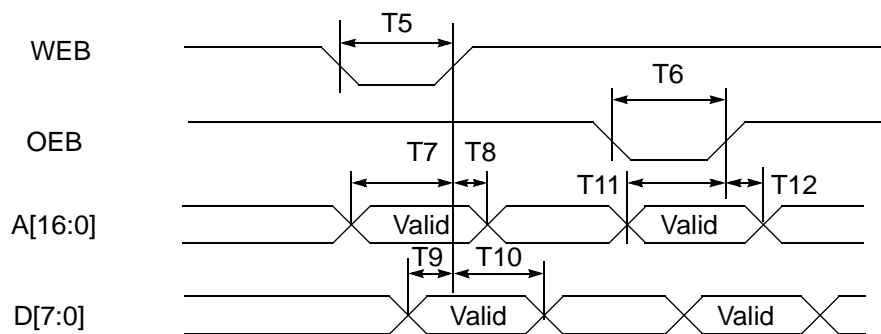 WEB
T5
T6
OEB
T7
T8
T11
T12
A[16:0]
Valid
Valid
T9
T10
D[7:0]
Valid
Valid